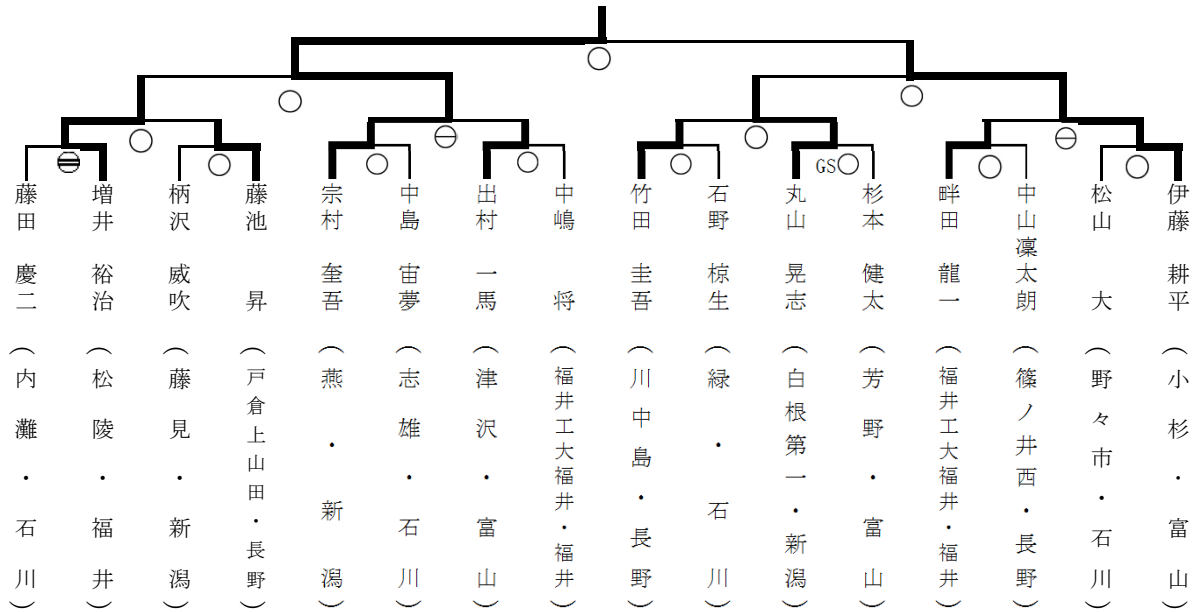 GS
藤田 慶二 (内灘・石川)
増井 裕治 (松陵・福井)
柄沢 威吹 (藤見・新潟)
藤池 昇 (戸倉上山田・長野)
宗村 奎吾 (燕・新潟)
中島 宙夢 (志雄・石川)
出村 一馬 (津沢・富山)
中嶋 将 (福井工大福井・福井)
竹田 圭吾 (川中島・長野)
石野 椋生 (緑・石川)
丸山 晃志 (白根第一・新潟)
杉本 健太 (芳野・富山)
畔田 龍一 (福井工大福井・福井)
中山凜太朗 (篠ノ井西・長野)
松山 大 (野々市・石川)
伊藤 耕平 (小杉・富山)